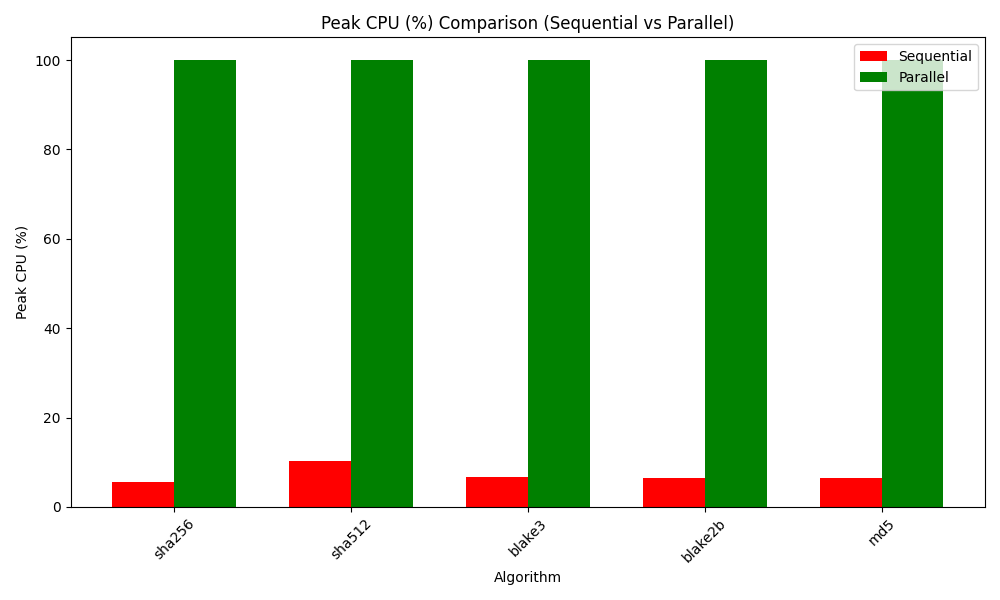 Peak CPU (%) Comparison (Sequential vs Parallel)
Sequential
Parallel
Peak CPU (%)
100
80
60
40
20
0
sha256
sha512
blake3
blake2b
md5
Algorithm